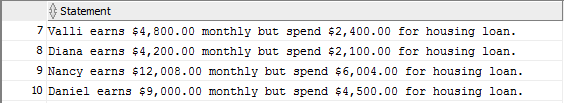 Statement
7 Valli earns $4,800.00 monthly but spend $2,400.00 for housing loan.
8 Diana earns $4,200.00 monthly but spend $2,100.00 for housing loan.
9 Nancy earns $12,008.00 monthly but spend $6,004.00 for housing loan.
10 Daniel earns $9,000.00 monthly but spend $4,500.00 for housing loan.